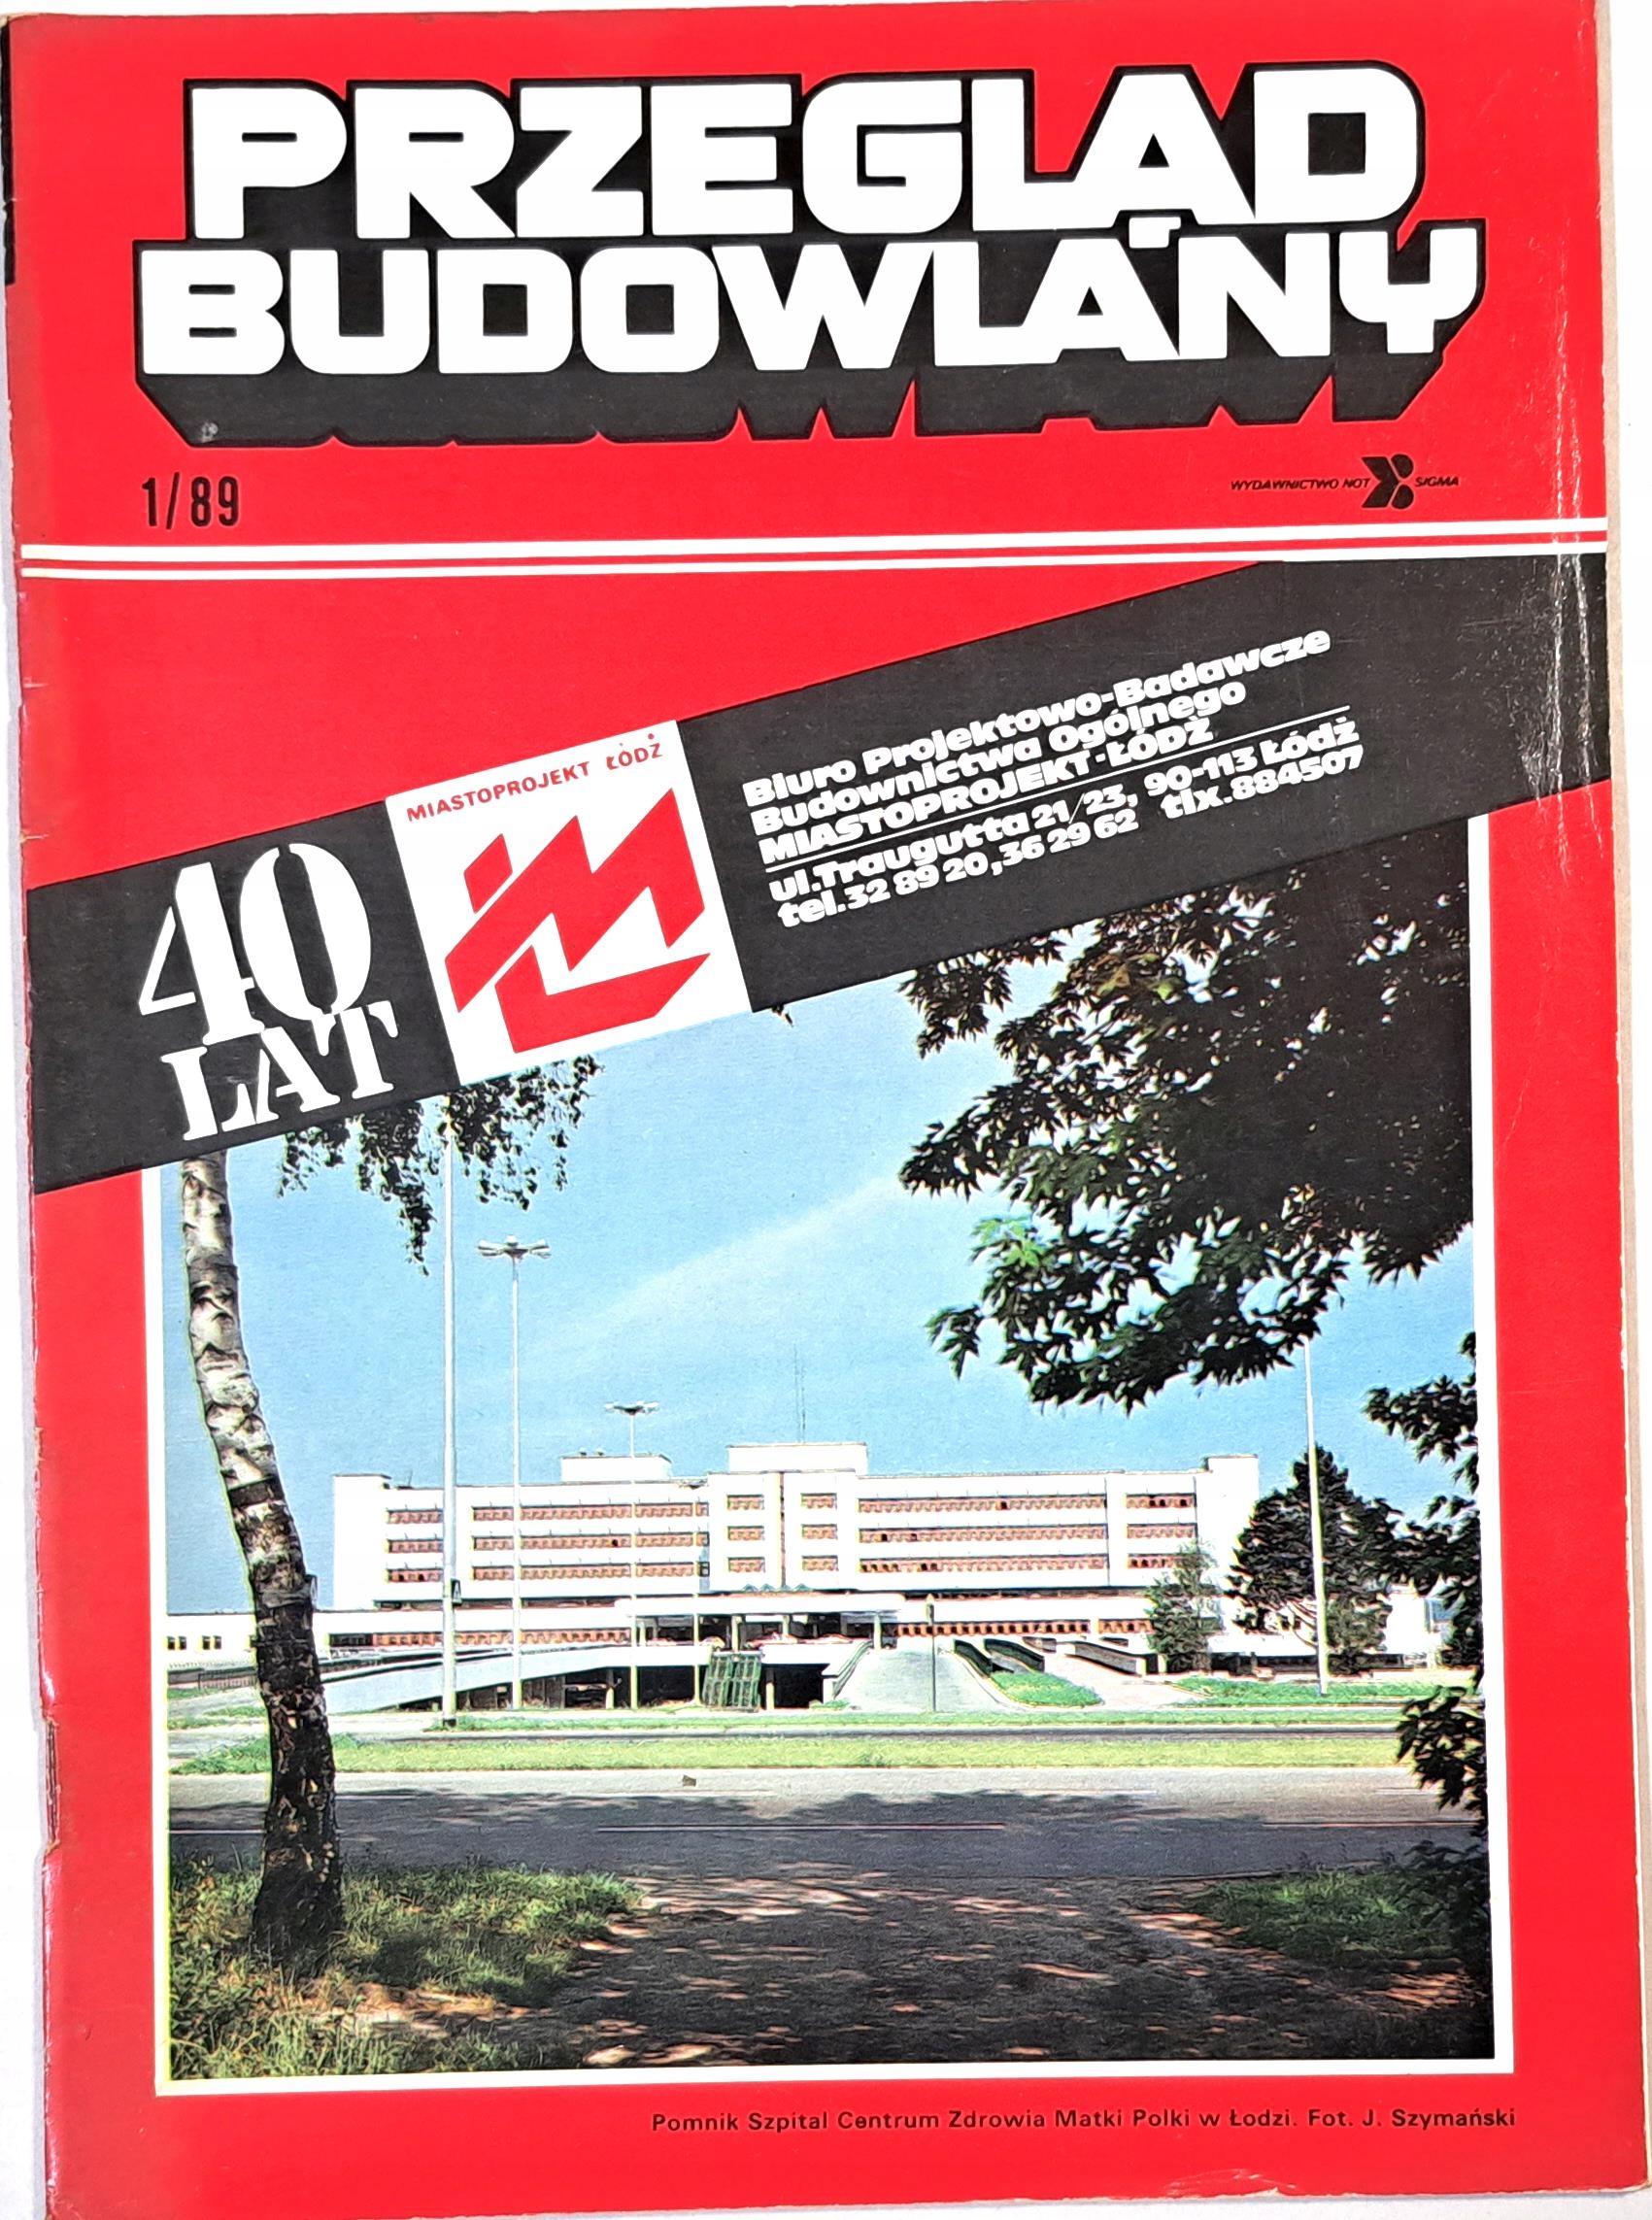 PRZEGLĄD
BUDOWLANY
1/89
WYDAWNICTWO NOT SIGMA
MIASTOPROJEKT ŁÓDŹ
40
LAT
Biuro Projektowo-Badawcze
Budownictwa Ogólnego
MIASTOPROJEKT-ŁÓDŹ
ul.Traugutta 21/23, 90-113 Łódź
tel.32 89 20,36 29 62 tlx.884507
Pomnik Szpital Centrum Zdrowia Matki Polki w Łodzi. Fot. J. Szymański